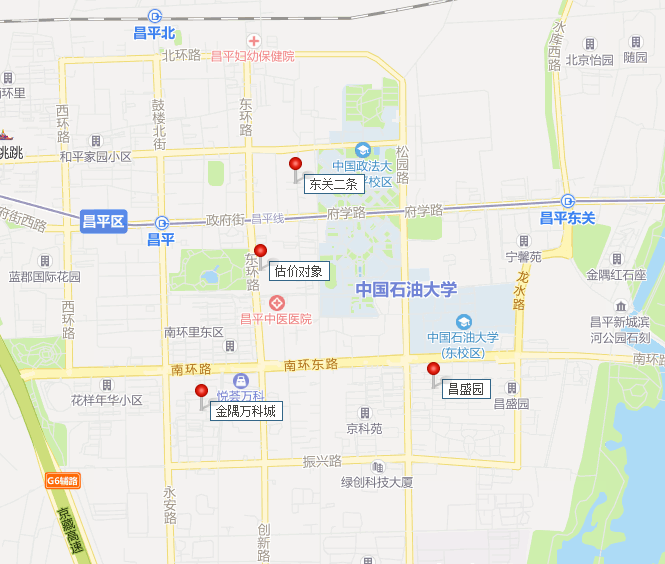 昌平北
北环路
昌平妇幼保健院
水库西路
北京怡园
随园
环里
西环路
鼓楼北街
东环路
跳跳
和平家园小区
中国政法大
校区
松园路
东关二条
府街西路
昌平区
昌平
政府街
昌平线
府学路
府学路
昌平东关
宁馨苑
蓝郡国际花园
东环路
估价对象
中国石油大学
龙水路
金隅红石座
西环路
昌平中医医院
南环里东区
中国石油大学
(东校区)
昌平新城滨
河公园石刻
南环路
南环东路
南环路
花样年华小区
悦荟万科
金隅万科城
昌盛园
昌盛园
京科苑
振兴路
绿创科技大厦
G6辅路
京藏高速
永安路
创新路